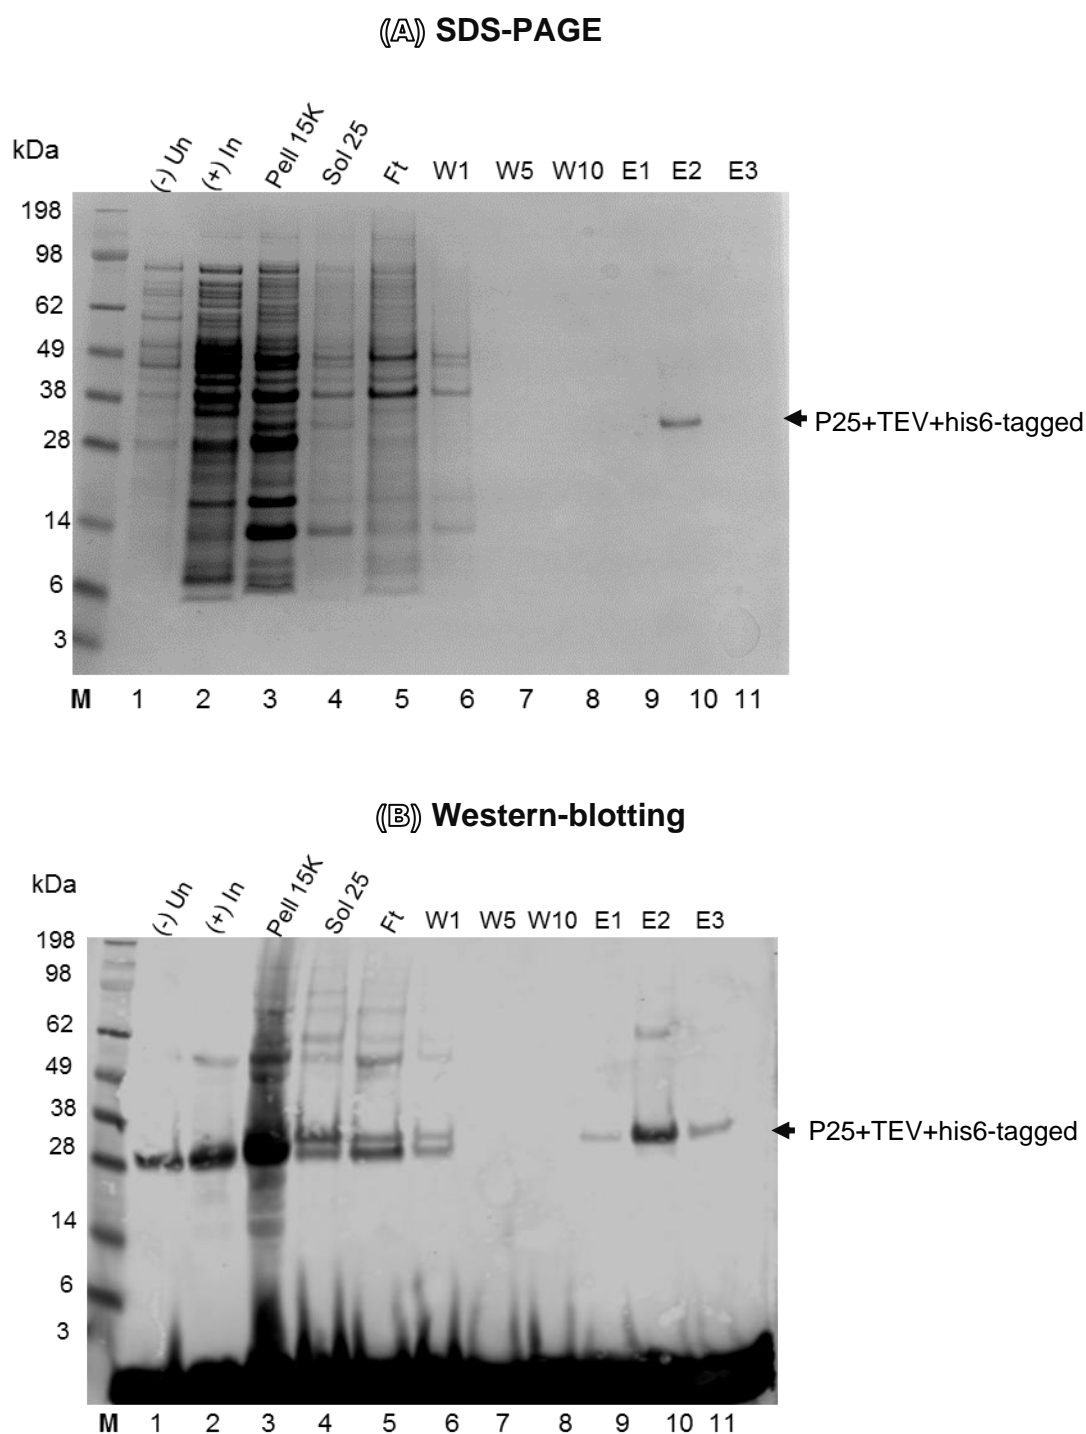 (A) SDS-PAGE
kDa
(-) Un
(+) In
Pell 15K
Sol 25
Ft
W1
W5
W10
E1
E2
E3
198
98
62
49
38
28
14
6
3
P25+TEV+his6-tagged
M 1 2 3 4 5 6 7 8 9 10 11
(B) Western-blotting
kDa
(-) Un
(+) In
Pell 15K
Sol 25
Ft
W1
W5
W10
E1
E2
E3
198
98
62
49
38
28
14
6
3
P25+TEV+his6-tagged
M 1 2 3 4 5 6 7 8 9 10 11